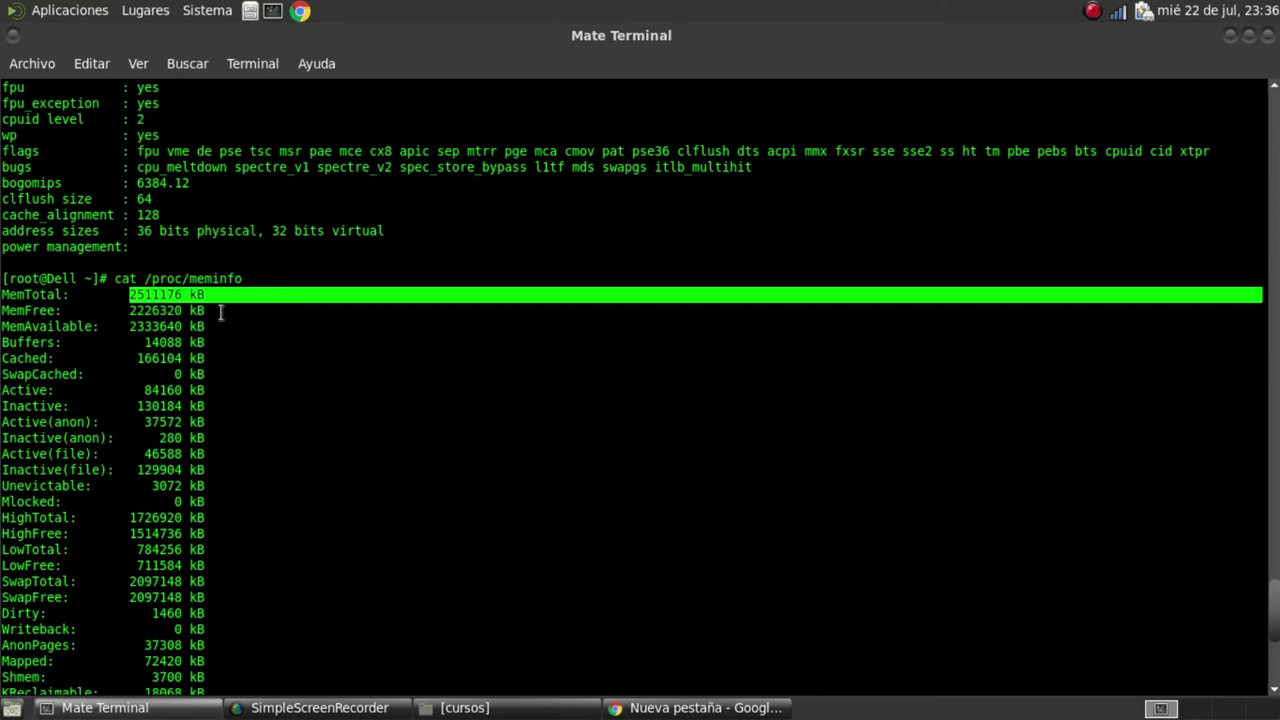 Aplicaciones Lugares Sistema mié 22 de jul, 23:36
Mate Terminal
Archivo Editar Ver Buscar Terminal Ayuda
fpu : yes
fpu_exception : yes
cpuid level : 2
wp : yes
flags : fpu vme de pse tsc msr pae mce cx8 apic sep mtrr pge mca cmov pat pse36 clflush dts acpi mmx fxsr sse sse2 ss ht tm pbe pebs bts cpuid cid xtpr
bugs : cpu_meltdown spectre_v1 spectre_v2 spec_store_bypass l1tf mds swapgs itlb_multihit
bogomips : 6384.12
clflush size : 64
cache_alignment : 128
address sizes : 36 bits physical, 32 bits virtual
power management:
[root@Dell ~]# cat /proc/meminfo
MemTotal: 2511176 kB
MemFree: 2226320 kB
MemAvailable: 2333640 kB
Buffers: 14088 kB
Cached: 166104 kB
SwapCached: 0 kB
Active: 84160 kB
Inactive: 130184 kB
Active(anon): 37572 kB
Inactive(anon): 280 kB
Active(file): 46588 kB
Inactive(file): 129904 kB
Unevictable: 3072 kB
Mlocked: 0 kB
HighTotal: 1726920 kB
HighFree: 1514736 kB
LowTotal: 784256 kB
LowFree: 711584 kB
SwapTotal: 2097148 kB
SwapFree: 2097148 kB
Dirty: 1460 kB
Writeback: 0 kB
AnonPages: 37308 kB
Mapped: 72420 kB
Shmem: 3700 kB
KReclaimable: 18068 kB
Mate Terminal SimpleScreenRecorder [cursos] Nueva pestaña - Googl...